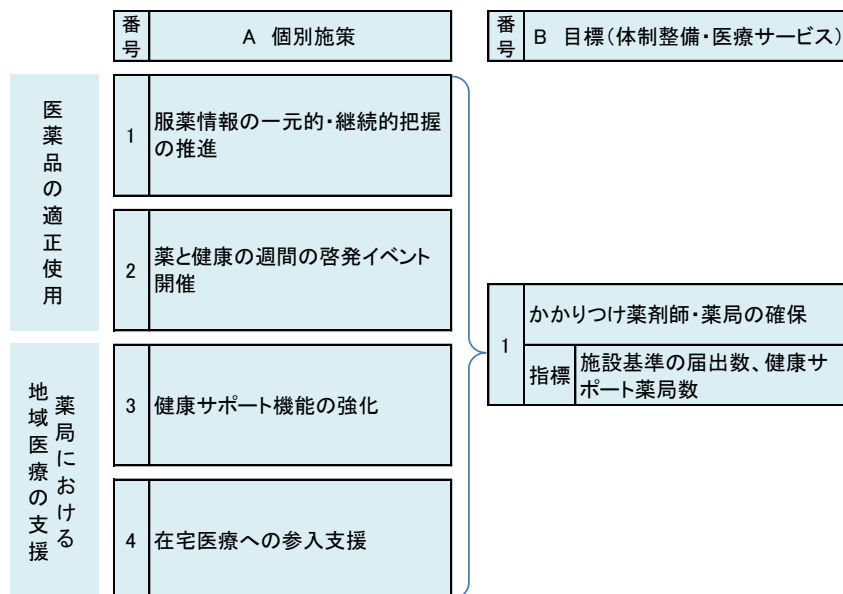 番号
A 個別施策
番号
B 目標(体制整備・医療サービス)
医薬品の適正使用
1
服薬情報の一元的・継続的把握
の推進
2
薬と健康の週間の啓発イベント
開催
薬局における
地域医療の支援
3
健康サポート機能の強化
4
在宅医療への参入支援
1
かかりつけ薬剤師・薬局の確保
指標
施設基準の届出数、健康サ
ポート薬局数